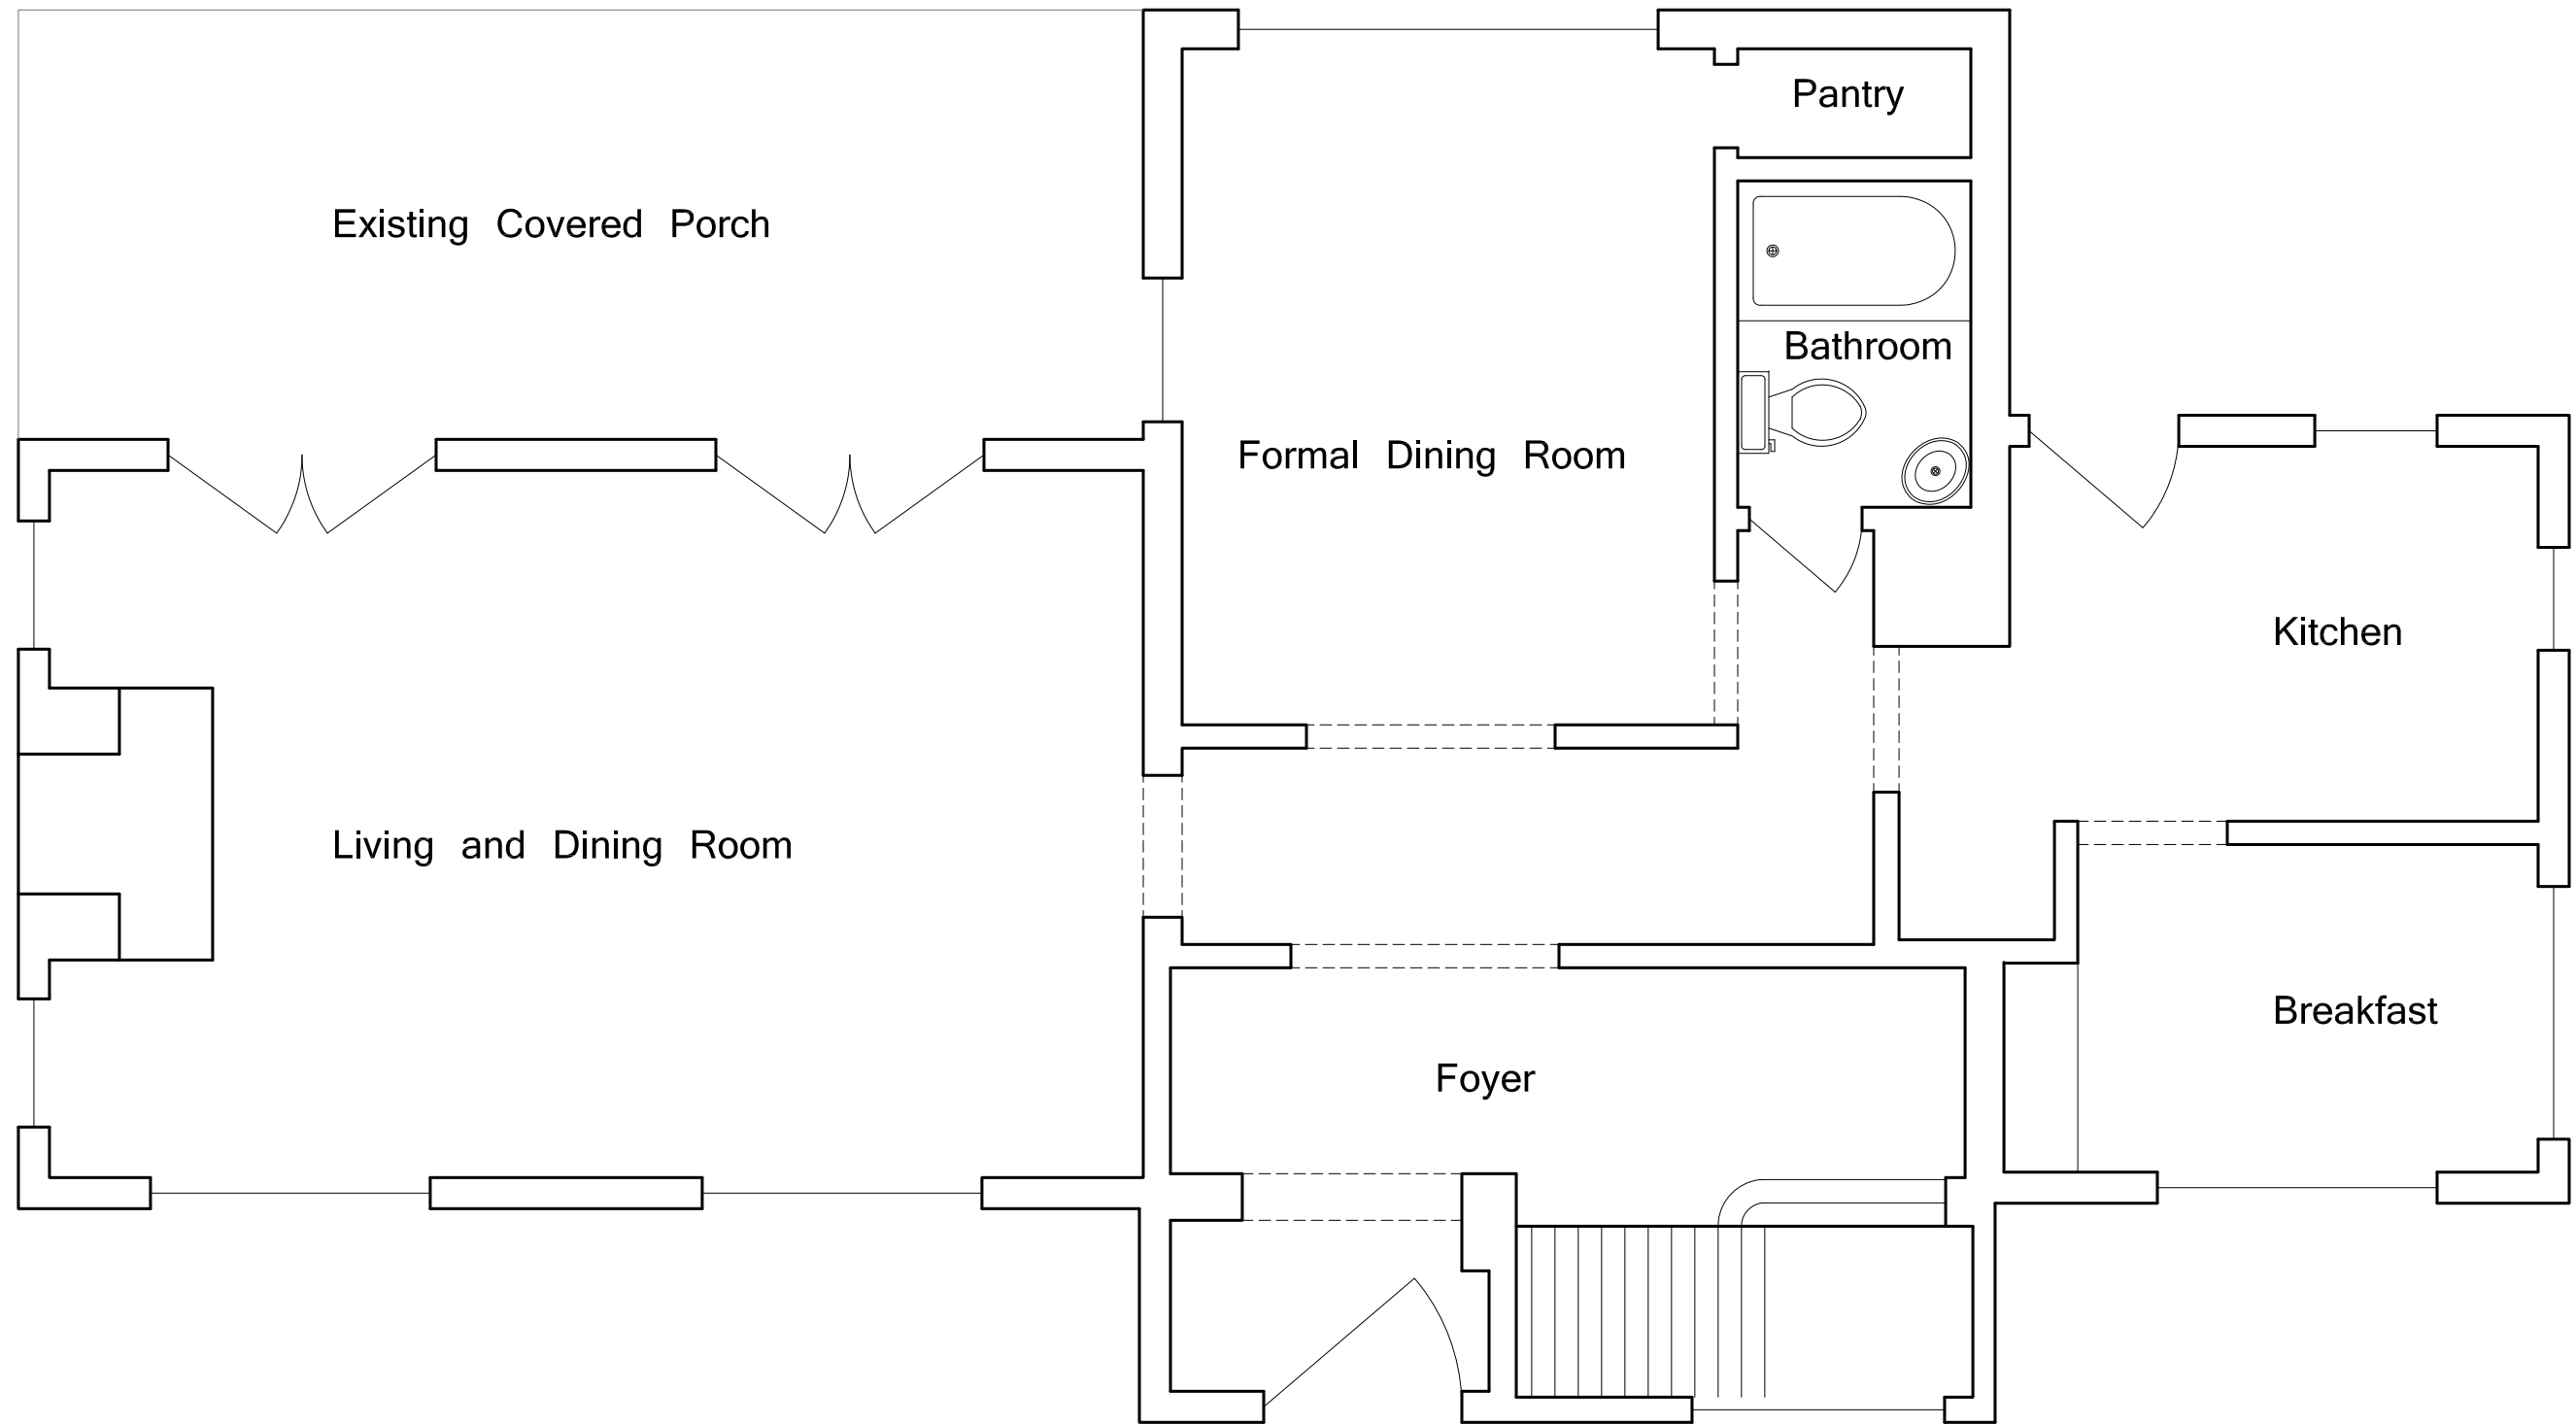 Pantry
Existing Covered Porch
Bathroom
Formal Dining Room
Kitchen
Living and Dining Room
Breakfast
Foyer